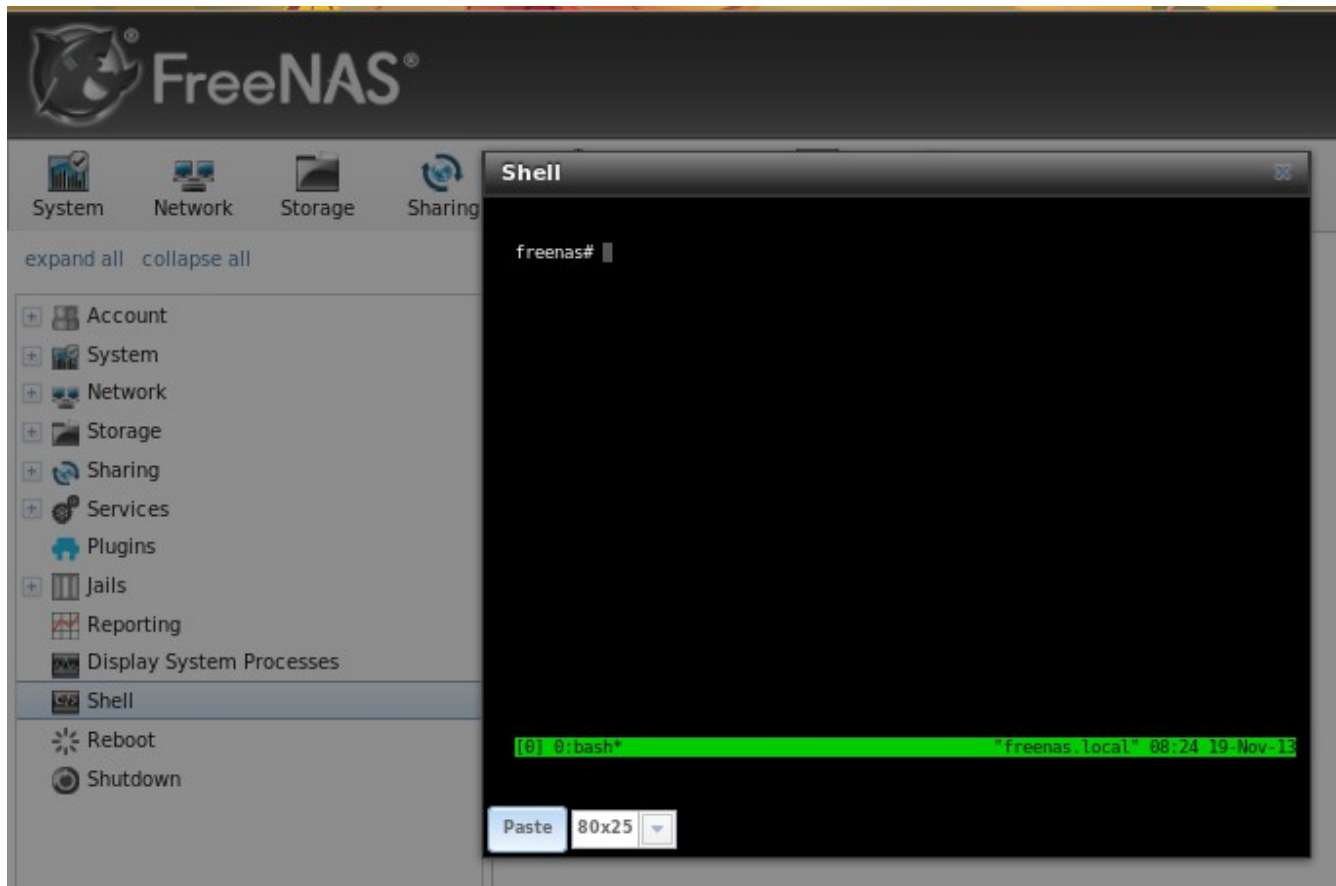 FreeNAS®
System
Network
Storage
Sharing
expand all collapse all
Account
System
Network
Storage
Sharing
Services
Plugins
Jails
Reporting
Display System Processes
Shell
Reboot
Shutdown
Shell
freenas#
[0] 0:bash* "freenas.local" 08:24 19-Nov-13
Paste 80x25